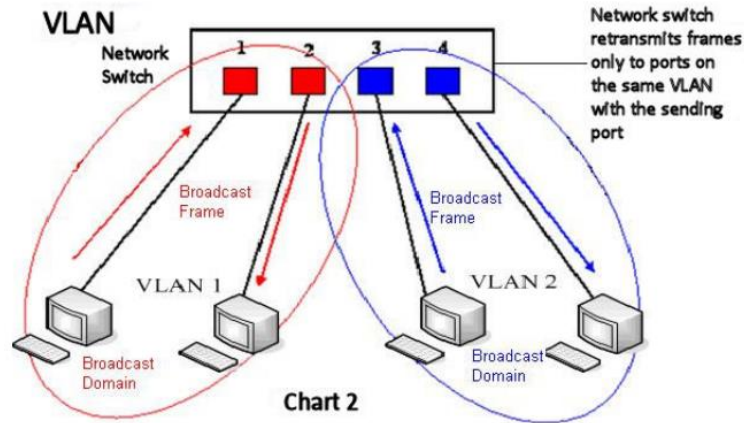 VLAN
Network
Switch
1
2
3
4
Network switch
retransmits frames
only to ports on
the same VLAN
with the sending
port
Broadcast
Frame
Broadcast
Frame
VLAN 1
VLAN 2
Broadcast
Domain
Broadcast
Domain
Chart 2